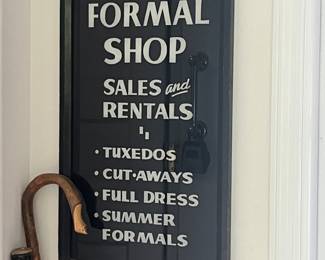 FORMAL
SHOP
SALES and
RENTALS
• TUXEDOS
• CUT-AWAYS
• FULL DRESS
• SUMMER
FORMALS